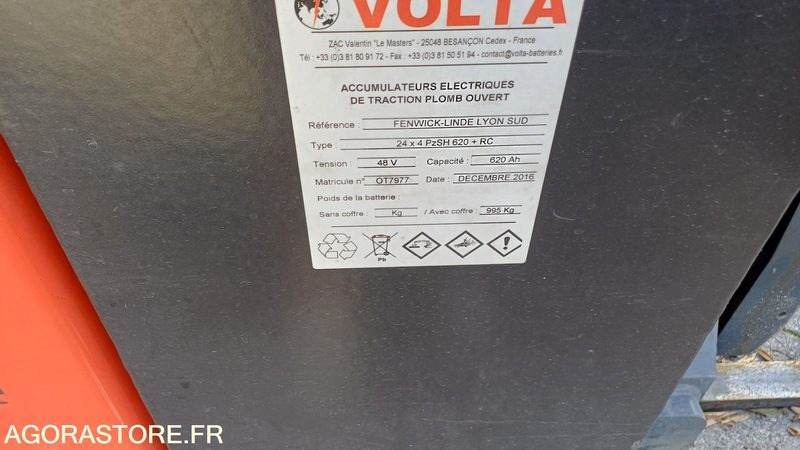 VOLTA
ZAC Valentin "Le Masters" - 25048 BESANÇON Cedex - France
Tél : +33 (0)3 81 80 91 72 - Fax : +33 (0)3 81 50 51 94 - contact@volta-batteries.fr
ACCUMULATEURS ELECTRIQUES
DE TRACTION PLOMB OUVERT
Référence : FENWICK-LINDE LYON SUD
Type : 24 x 4 PzSH 620 + RC
Tension : 48 V Capacité : 620 Ah
Matricule n° OT7977 Date : DECEMBRE 2016
Poids de la batterie :
Sans coffre : Kg / Avec coffre : 995 Kg
Pb
AGORASTORE.FR